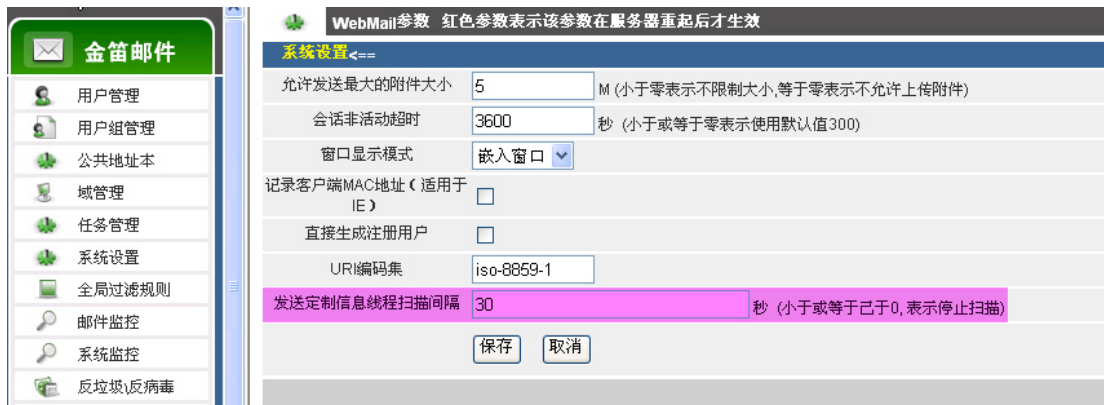 金笛邮件
用户管理
用户组管理
公共地址本
域管理
任务管理
系统设置
全局过滤规则
邮件监控
系统监控
反垃圾\反病毒
WebMail参数 红色参数表示该参数在服务器重起后才生效
系统设置<==
允许发送最大的附件大小 5 M (小于零表示不限制大小,等于零表示不允许上传附件)
会话非活动超时 3600 秒 (小于或等于零表示使用默认值300)
窗口显示模式 嵌入窗口
记录客户端MAC地址（适用于
IE）
直接生成注册用户
URI编码集 iso-8859-1
发送定制信息线程扫描间隔 30 秒 (小于或等于己于0, 表示停止扫描)
保存 取消